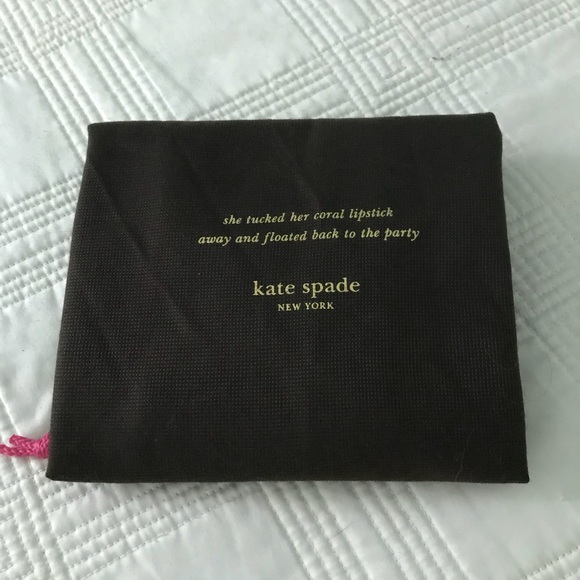 she tucked her coral lipstick
away and floated back to the party
kate spade
NEW YORK